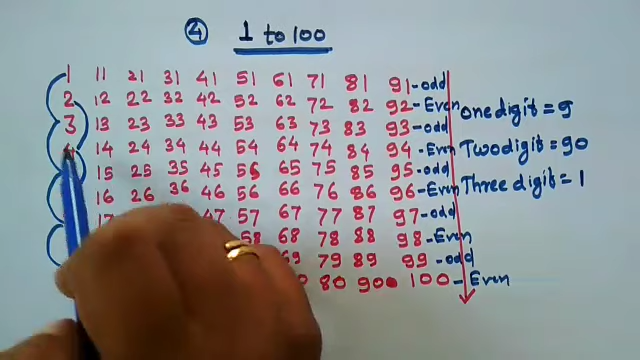 4 1 to 100
1 11 21 31 41 51 61 71 81 91-odd
2 12 22 32 42 52 62 72 82 92-Even one digit = 9
3 13 23 33 43 53 63 73 83 93-odd
4 14 24 34 44 54 64 74 84 94-Even Two digit = 90
15 25 35 45 55 65 75 85 95-odd
16 26 36 46 56 66 76 86 96-Even Three digit = 1
17 47 57 67 77 87 97-odd
58 68 78 88 98-Even
69 79 89 99-odd
80 900 100-Even